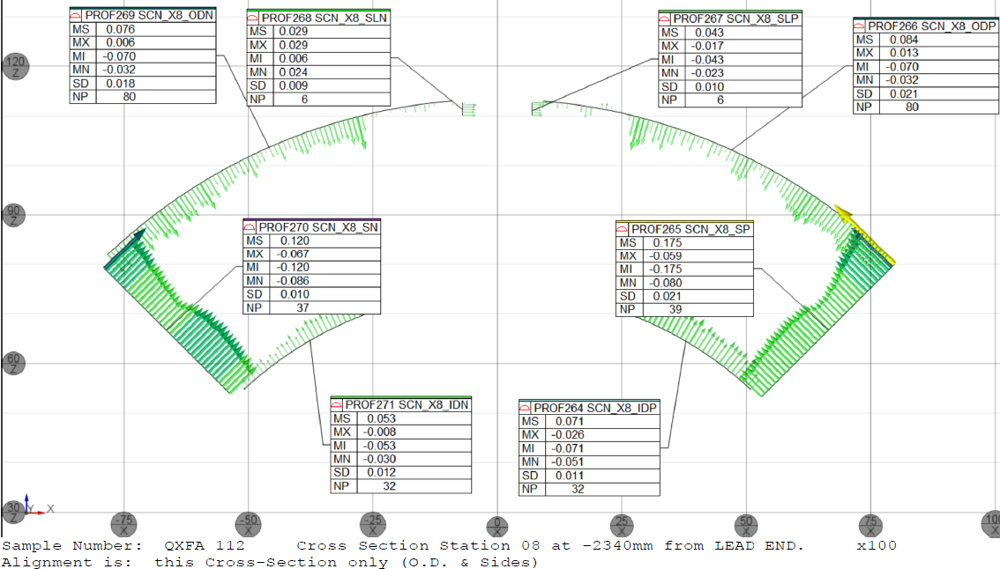 PROF269 SCN_X8_ODN
MS 0.076
MX 0.006
MI -0.070
MN -0.032
SD 0.018
NP 80
PROF268 SCN_X8_SLN
MS 0.029
MX 0.029
MI 0.006
MN 0.024
SD 0.009
NP 6
PROF267 SCN_X8_SLP
MS 0.043
MX -0.017
MI -0.043
MN -0.023
SD 0.010
NP 6
PROF266 SCN_X8_ODP
MS 0.084
MX 0.013
MI -0.070
MN -0.032
SD 0.021
NP 80
120 Z
90 Z
PROF270 SCN_X8_SN
MS 0.120
MX -0.067
MI -0.120
MN -0.086
SD 0.010
NP 37
PROF265 SCN_X8_SP
MS 0.175
MX -0.059
MI -0.175
MN -0.080
SD 0.021
NP 39
60 Z
PROF271 SCN_X8_IDN
MS 0.053
MX -0.008
MI -0.053
MN -0.030
SD 0.012
NP 32
PROF264 SCN_X8_IDP
MS 0.071
MX -0.026
MI -0.071
MN -0.051
SD 0.011
NP 32
30 Z
Y X
-75 X
-50 X
-25 X
0 X
25 X
50 X
75 X
X
Sample Number: QXFA 112 Cross Section Station 08 at -2340mm from LEAD END. x100
Alignment is: this Cross-Section only (O.D. & Sides)